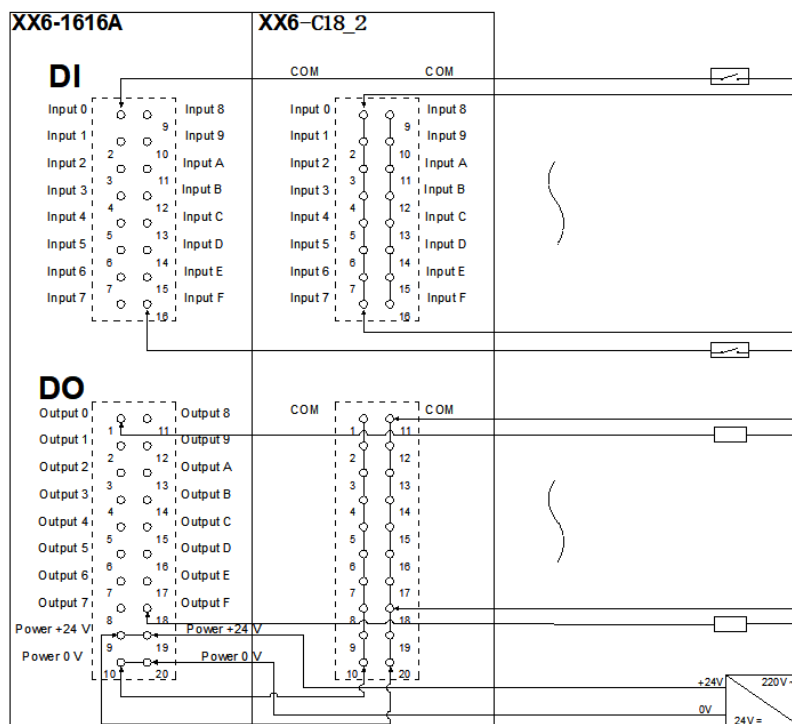 XX6-1616A XX6-C18_2
DI COM COM
Input 0 Input 8 Input 0 Input 8
9 9
Input 1 Input 9 Input 1 Input 9
2 10 2 10
Input 2 Input A Input 2 Input A
3 11 3 11
Input 3 Input B Input 3 Input B
4 12 4 12
Input 4 Input C Input 4 Input C
5 13 5 13
Input 5 Input D Input 5 Input D
6 14 6 14
Input 6 Input E Input 6 Input E
7 15 7 15
Input 7 Input F Input 7 Input F
16 16
DO
Output 0 Output 8 COM COM
1 11 1 11
Output 1 Output 9
2 12 2 12
Output 2 Output A
3 13 3 13
Output 3 Output B
4 14 4 14
Output 4 Output C
5 15 5 15
Output 5 Output D
6 16 6 16
Output 6 Output E
7 17 7 17
Output 7 Output F
8 18 8 18
Power +24 V Power +24 V
9 19 9 19
Power 0 V Power 0 V
10 20 10 20
+24V 220V ~
0V
24V =